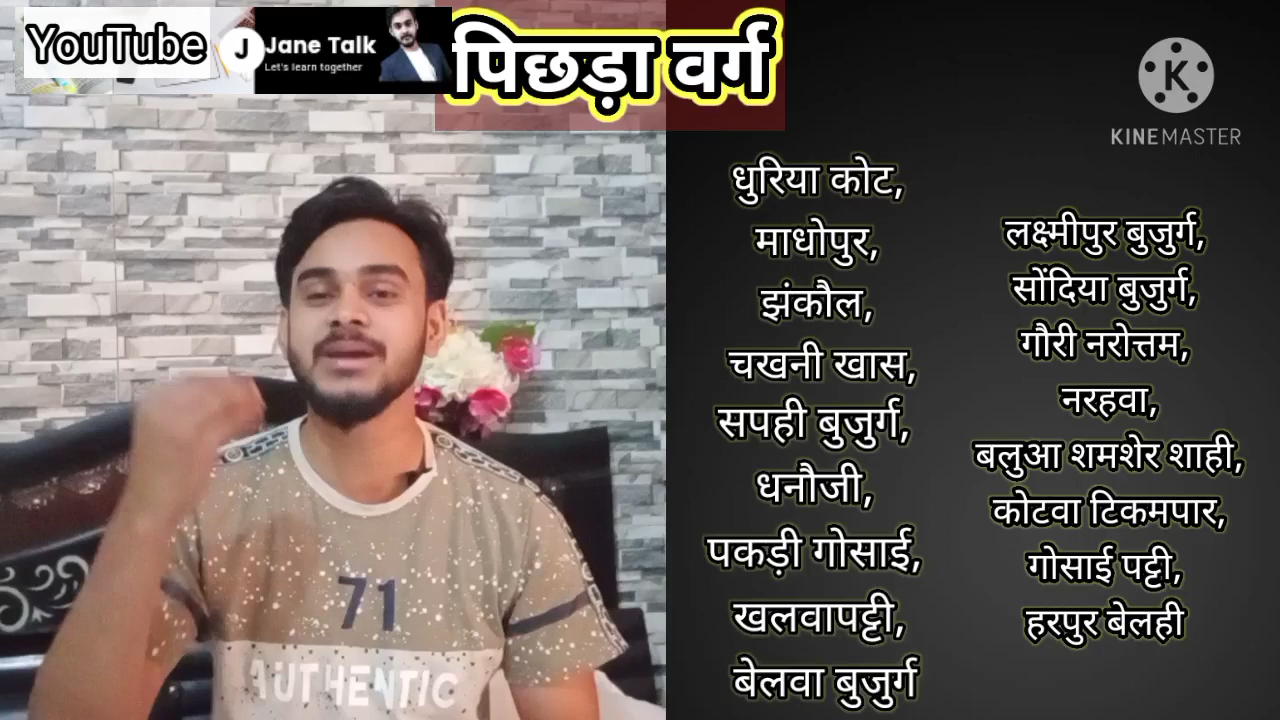 YouTube
J Jane Talk
Let's learn together
पिछड़ा वर्ग
K
KINEMASTER
धुरिया कोट,
माधोपुर,
झंकौल,
चखनी खास,
सपही बुजुर्ग,
धनौजी,
पकड़ी गोसाई,
खलवापट्टी,
बेलवा बुजुर्ग
लक्ष्मीपुर बुजुर्ग,
सोंदिया बुजुर्ग,
गौरी नरोत्तम,
नरहवा,
बलुआ शमशेर शाही,
कोटवा टिकमपार,
गोसाई पट्टी,
हरपुर बेलही
71
AUTHENTIC